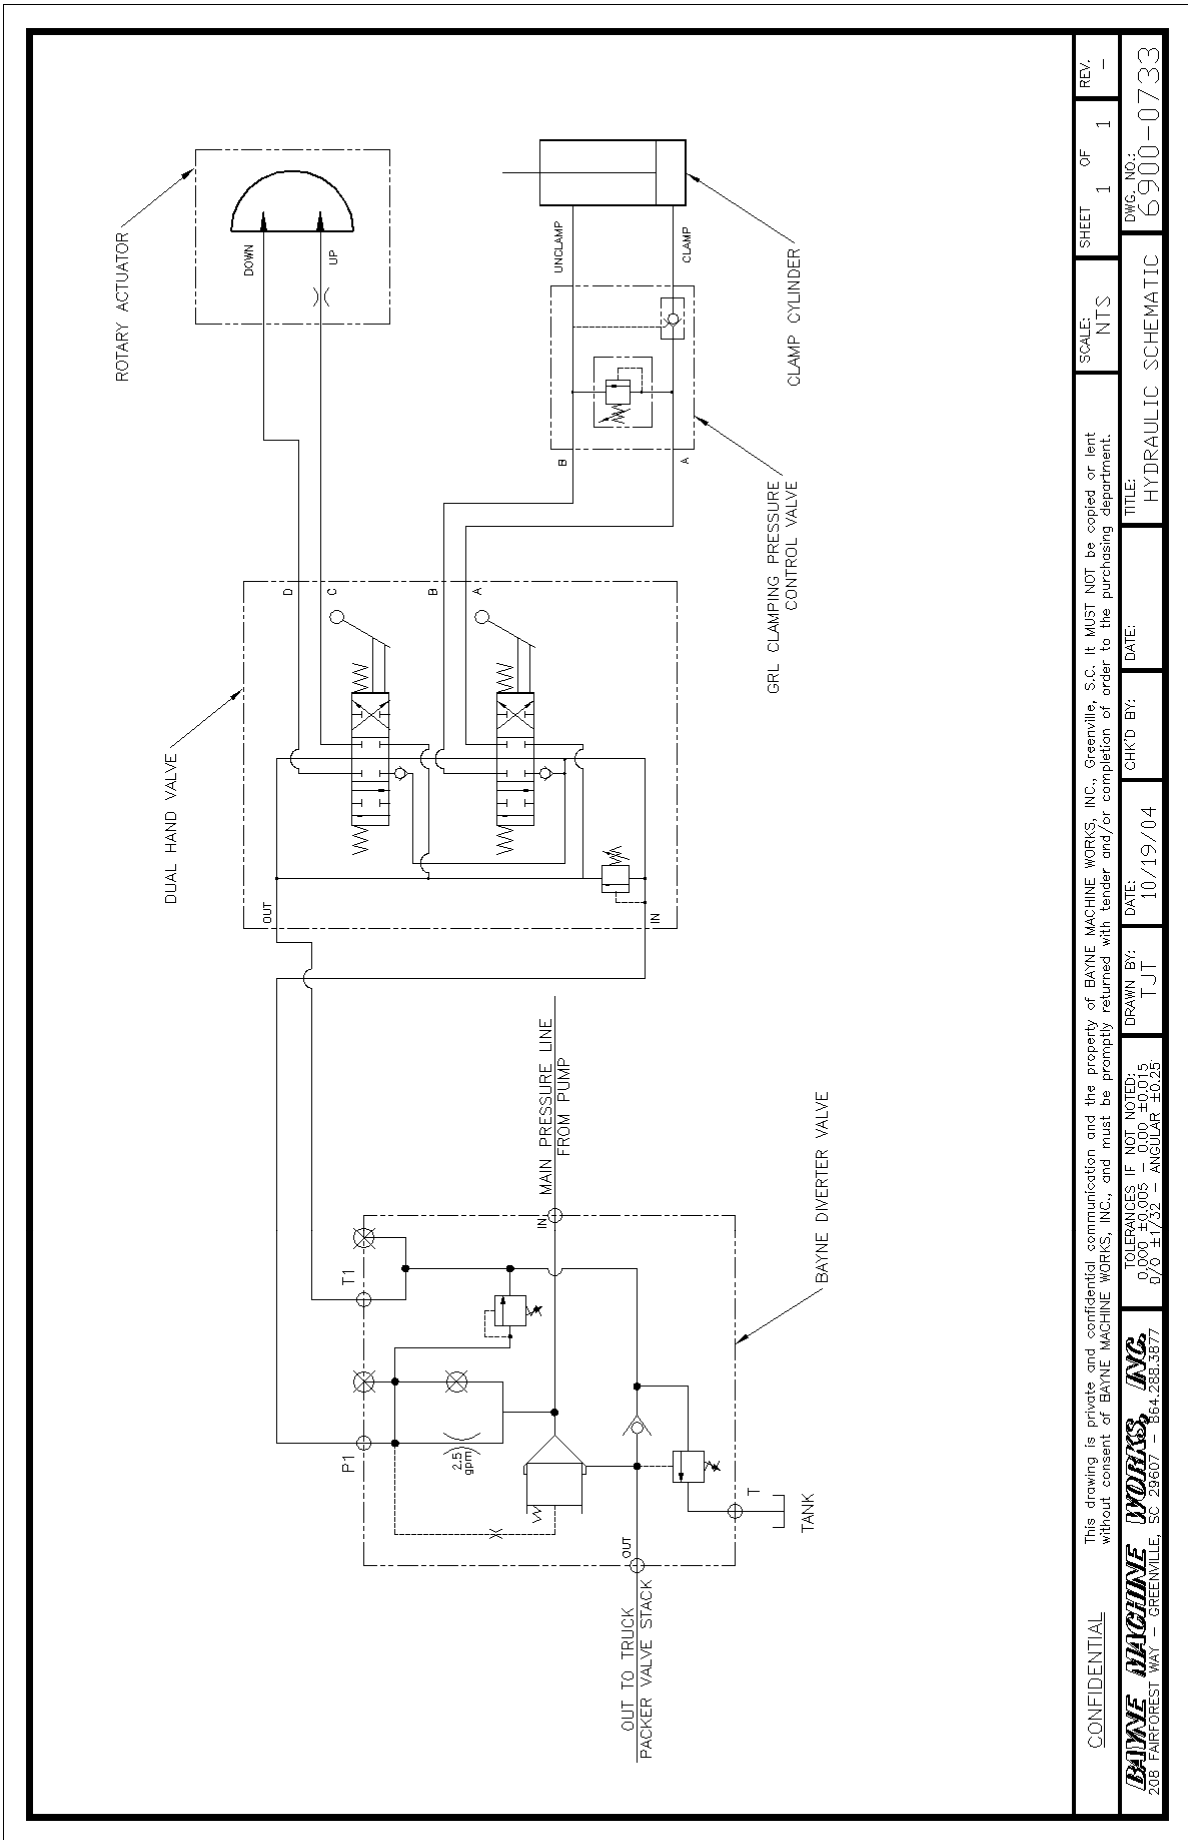 ROTARY ACTUATOR
DOWN
UP
UNCLAMP
CLAMP
CLAMP CYLINDER
B
A
GRL CLAMPING PRESSURE
CONTROL VALVE
DUAL HAND VALVE
D
C
B
A
OUT
IN
MAIN PRESSURE LINE
FROM PUMP
IN
T1
P1
2.5
gpm
BAYNE DIVERTER VALVE
T
TANK
OUT
OUT TO TRUCK
PACKER VALVE STACK
CONFIDENTIAL
This drawing is private and confidential communication and the property of BAYNE MACHINE WORKS, INC., Greenville, S.C. It MUST NOT be copied or lent
without consent of BAYNE MACHINE WORKS, INC., and must be promptly returned with tender and/or completion of order to the purchasing department.
SCALE:
NTS
SHEET 1 OF 1
REV.
-
BAYNE MACHINE WORKS, INC.
208 FAIRFOREST WAY - GREENVILLE, SC 29607 - 864.288.3877
TOLERANCES IF NOT NOTED:
0.000 ±0.005 - 0.00 ±0.015
0/0 ±1/32 - ANGULAR ±0.25
DRAWN BY:
TJT
DATE:
10/19/04
CHK'D BY:
DATE:
TITLE:
HYDRAULIC SCHEMATIC
DWG. NO.:
6900-0733